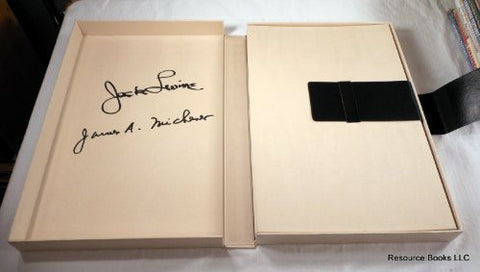 Jack Levine
James A. Michener
Resource Books LLC